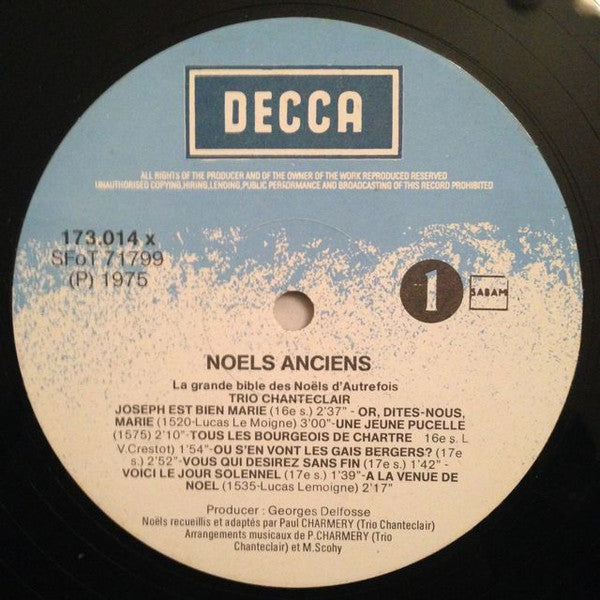 DECCA
ALL RIGHTS OF THE PRODUCER AND OF THE OWNER OF THE WORK REPRODUCED RESERVED
UNAUTHORISED COPYING, HIRING, LENDING, PUBLIC PERFORMANCE AND BROADCASTING OF THIS RECORD PROHIBITED
173.014 x
SFoT 71799
(P) 1975
1
SABAM
NOELS ANCIENS
La grande bible des Noëls d'Autrefois
TRIO CHANTECLAIR
JOSEPH EST BIEN MARIE (16e s.) 2'37" - OR, DITES-NOUS,
MARIE (1520-Lucas Le Moigne) 3'00"-UNE JEUNE PUCELLE
(1575) 2'10"-TOUS LES BOURGEOIS DE CHARTRE 16e s. L
V.Crestot) 1'54"-OU S'EN VONT LES GAIS BERGERS? (17e
s.) 2'52"-VOUS QUI DESIREZ SANS FIN (17e s.) 1'42" -
VOICI LE JOUR SOLENNEL (17e s.) 1'39"-A LA VENUE DE
NOEL (1535-Lucas Lemoigne) 2'17"
Producer : Georges Delfosse
Noëls recueillis et adaptés par Paul CHARMERY (Trio Chanteclair)
Arrangements musicaux de P.CHARMERY (Trio
Chanteclair) et M.Scohy